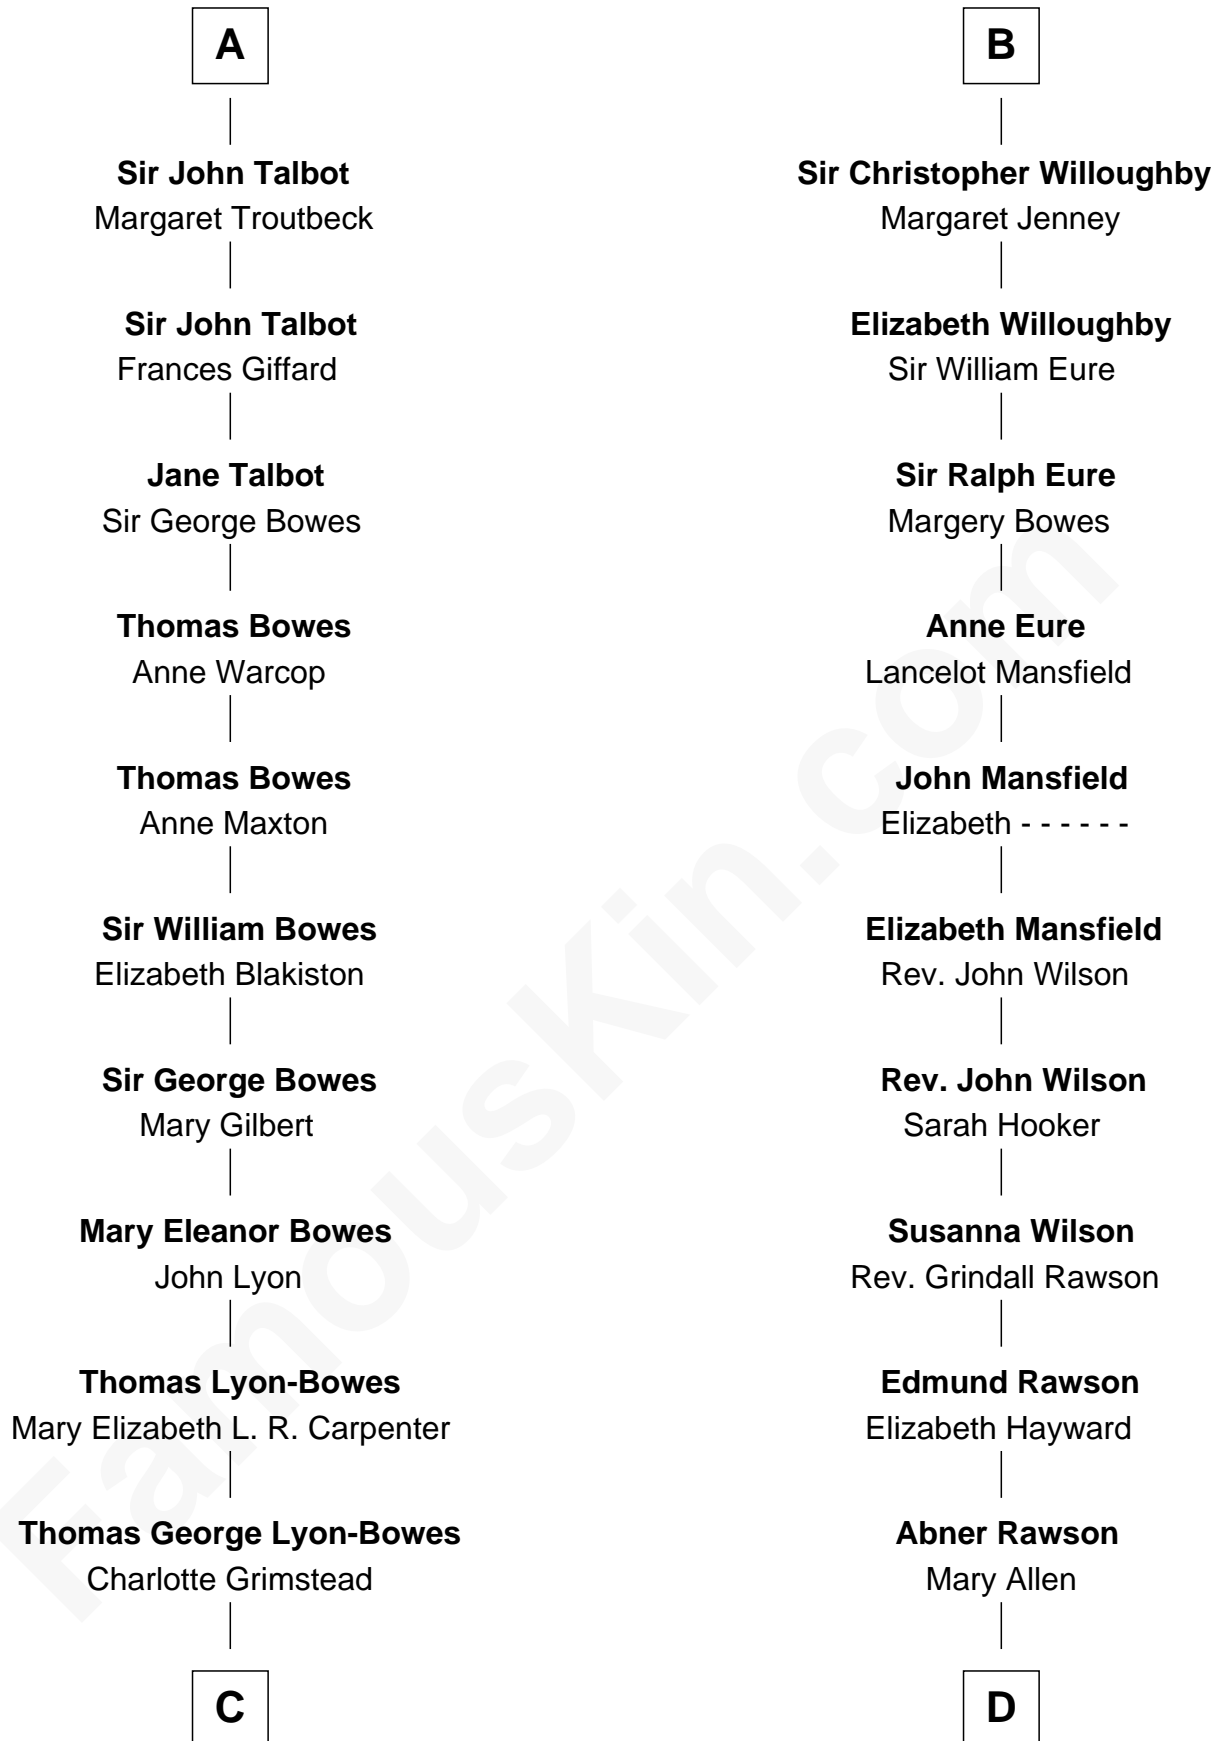 A
Sir John Talbot
Margaret Troutbeck
Sir John Talbot
Frances Giffard
Jane Talbot
Sir George Bowes
Thomas Bowes
Anne Warcop
Thomas Bowes
Anne Maxton
Sir William Bowes
Elizabeth Blakiston
Sir George Bowes
Mary Gilbert
Mary Eleanor Bowes
John Lyon
Thomas Lyon-Bowes
Mary Elizabeth L. R. Carpenter
Thomas George Lyon-Bowes
Charlotte Grimstead
C
B
Sir Christopher Willoughby
Margaret Jenney
Elizabeth Willoughby
Sir William Eure
Sir Ralph Eure
Margery Bowes
Anne Eure
Lancelot Mansfield
John Mansfield
Elizabeth - - - - - -
Elizabeth Mansfield
Rev. John Wilson
Rev. John Wilson
Sarah Hooker
Susanna Wilson
Rev. Grindall Rawson
Edmund Rawson
Elizabeth Hayward
Abner Rawson
Mary Allen
D
FamousKin.com